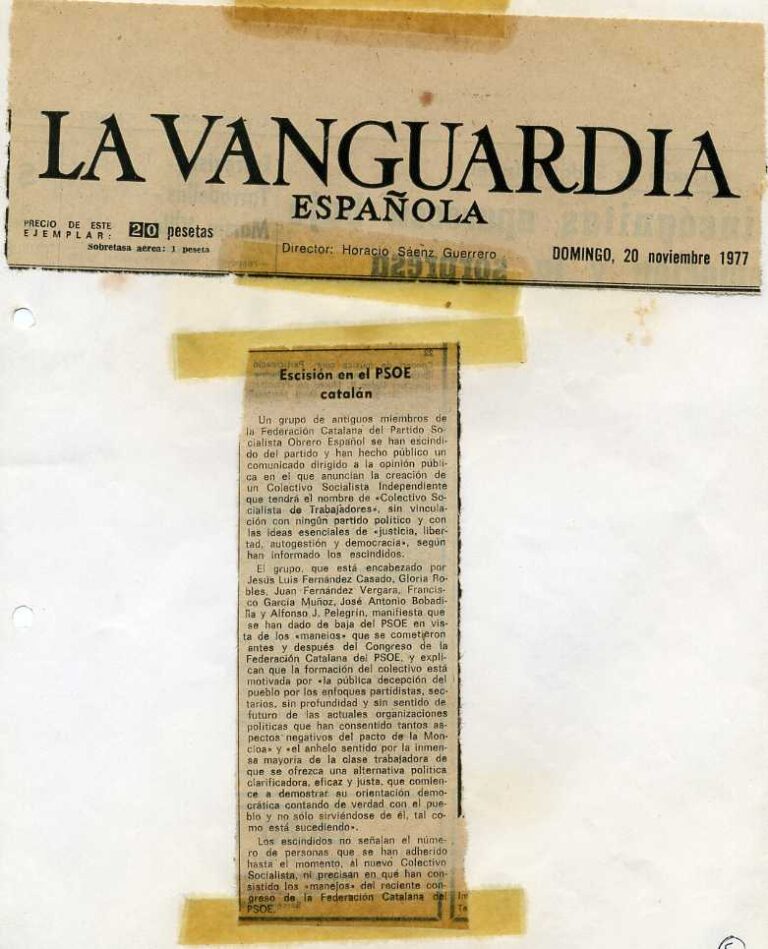 LA VANGUARDIA
ESPAÑOLA
PRECIO DE ESTE
EJEMPLAR: 20 pesetas
Sobretasa aérea: 1 peseta
Director: Horacio Sáenz Guerrero
DOMINGO, 20 noviembre 1977
Escisión en el PSOE
catalán
Un grupo de antiguos miembros de
la Federación Catalana del Partido So-
cialista Obrero Español se han escindi-
do del partido y han hecho público un
comunicado dirigido a la opinión públi-
ca en el que anuncian la creación de
un Colectivo Socialista Independiente
que tendrá el nombre de «Colectivo So-
cialista de Trabajadores», sin vincula-
ción con ningún partido político y con
las ideas esenciales de «justicia, liber-
tad, autogestión y democracia», según
han informado los escindidos.
El grupo, que está encabezado por
Jesús Luis Fernández Casado, Gloria Ro-
bles, Juan Fernández Vergara, Francis-
co García Muñoz, José Antonio Bobadi-
lla y Alfonso J. Pelegrín, manifiesta que
se han dado de baja del PSOE en vis-
ta de los «manejos» que se cometieron
antes y después del Congreso de la
Federación Catalana del PSOE, y expli-
can que la formación del colectivo está
motivada por «la pública decepción del
pueblo por los enfoques partidistas, sec-
tarios, sin profundidad y sin sentido de
futuro de las actuales organizaciones
políticas que han consentido tantos as-
pectos negativos del pacto de la Mon-
cloa» y «el anhelo sentido por la inmen-
sa mayoría de la clase trabajadora de
que se ofrezca una alternativa política
clarificadora, eficaz y justa, que comien-
ce a demostrar su orientación demo-
crática contando de verdad con el pue-
blo y no sólo sirviéndose de él, tal co-
mo está sucediendo».
Los escindidos no señalan el núme-
ro de personas que se han adherido
hasta el momento, al nuevo Colectivo
Socialista, ni precisan en qué han con-
sistido los «manejos» del reciente con-
greso de la Federación Catalana del
PSOE.